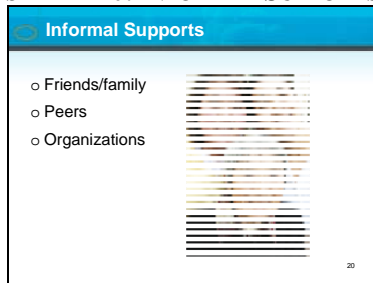 Informal Supports
o Friends/family
o Peers
o Organizations
20